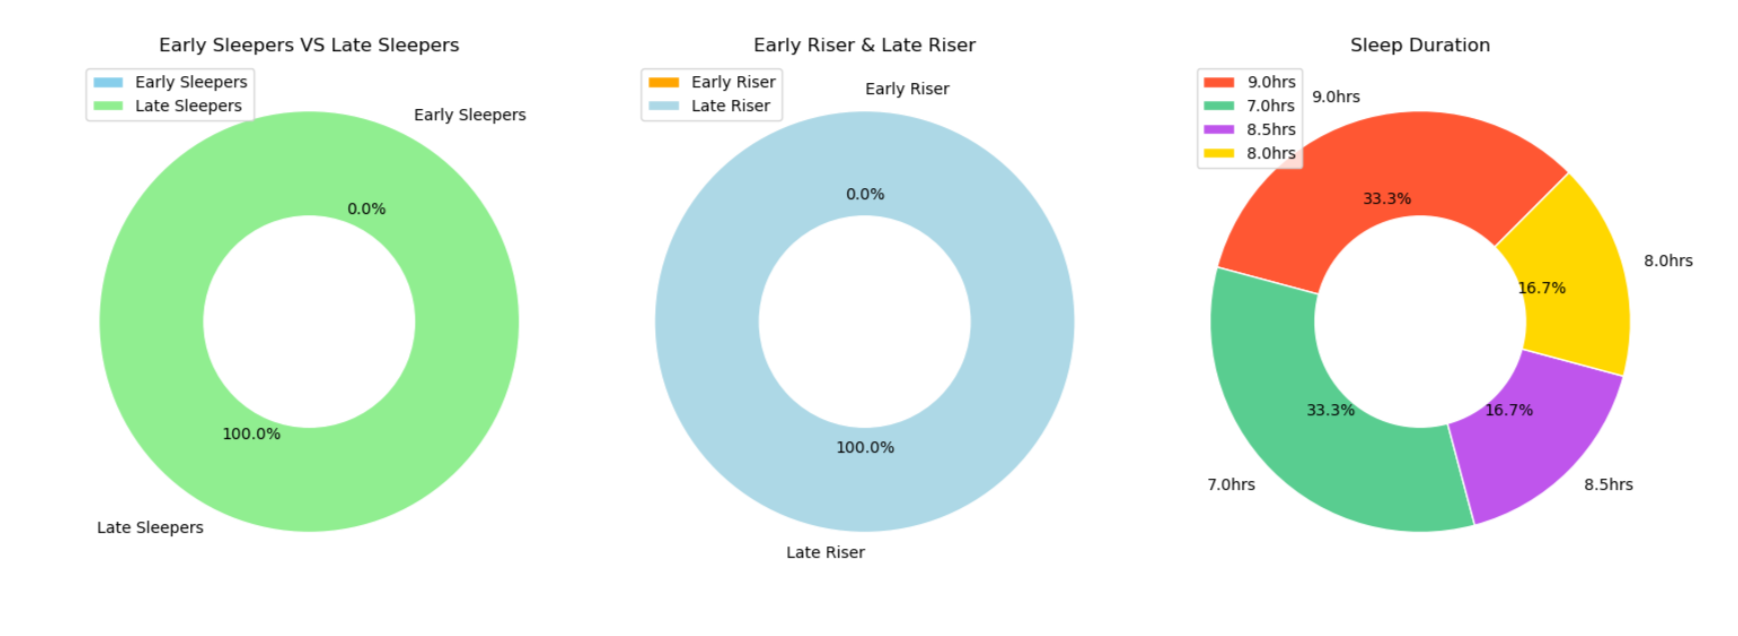 Early Sleepers VS Late Sleepers
Early Sleepers
Late Sleepers
Early Sleepers
0.0%
100.0%
Late Sleepers
Early Riser & Late Riser
Early Riser
Late Riser
Early Riser
0.0%
100.0%
Late Riser
Sleep Duration
9.0hrs
7.0hrs
8.5hrs
8.0hrs
9.0hrs
33.3%
8.0hrs
16.7%
33.3%
16.7%
7.0hrs
8.5hrs